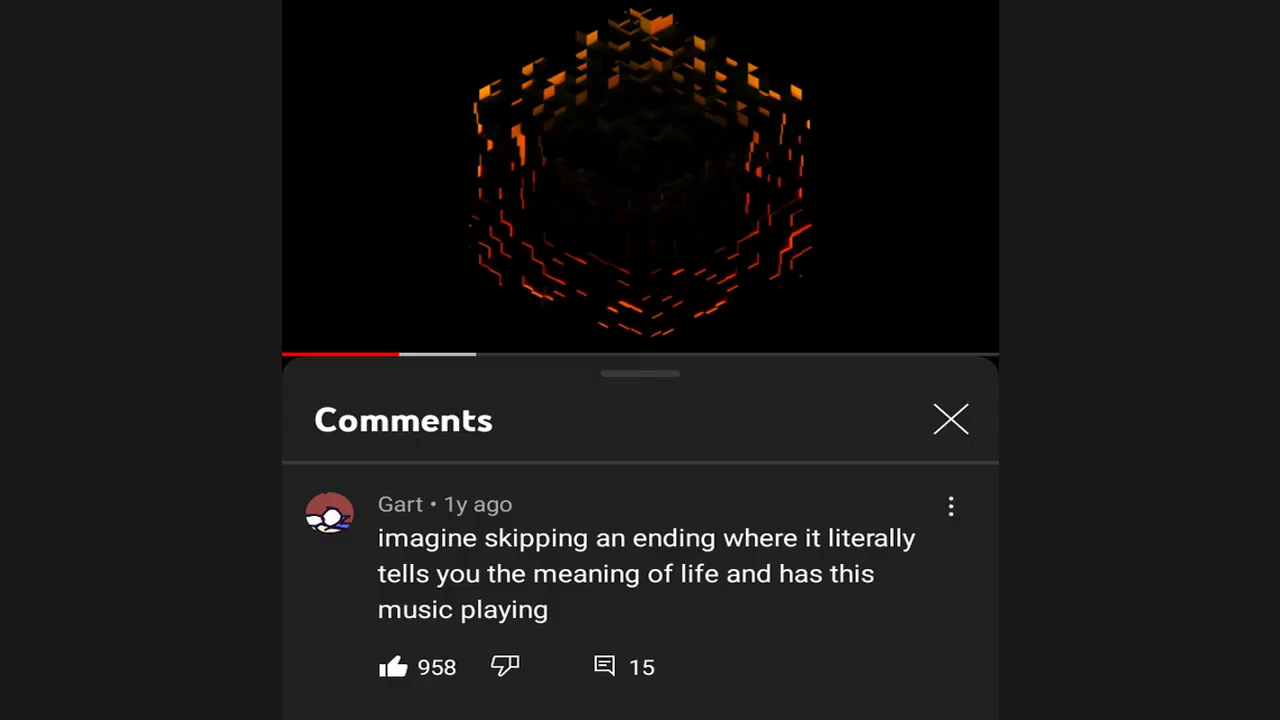 Comments
Gart • 1y ago
imagine skipping an ending where it literally
tells you the meaning of life and has this
music playing
958
15